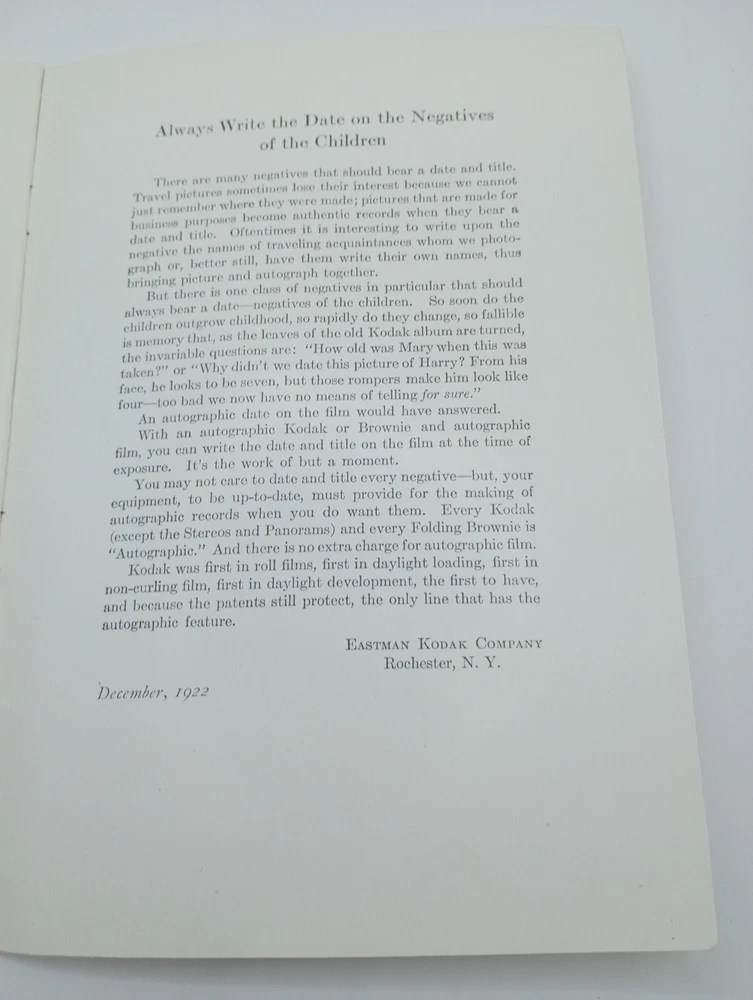 Always Write the Date on the Negatives
of the Children
There are many negatives that should bear a date and title.
Travel pictures sometimes lose their interest because we cannot
just remember where they were made; pictures that are made for
business purposes become authentic records when they bear a
date and title. Oftentimes it is interesting to write upon the
negative the names of traveling acquaintances whom we photo-
graph or, better still, have them write their own names, thus
bringing picture and autograph together.
But there is one class of negatives in particular that should
always bear a date—negatives of the children. So soon do the
children outgrow childhood, so rapidly do they change, so fallible
is memory that, as the leaves of the old Kodak album are turned,
the invariable questions are: "How old was Mary when this was
taken?" or "Why didn't we date this picture of Harry? From his
face, he looks to be seven, but those rompers make him look like
four—too bad we now have no means of telling for sure."
An autographic date on the film would have answered.
With an autographic Kodak or Brownie and autographic
film, you can write the date and title on the film at the time of
exposure. It's the work of but a moment.
You may not care to date and title every negative—but, your
equipment, to be up-to-date, must provide for the making of
autographic records when you do want them. Every Kodak
(except the Stereos and Panorams) and every Folding Brownie is
"Autographic." And there is no extra charge for autographic film.
Kodak was first in roll films, first in daylight loading, first in
non-curling film, first in daylight development, the first to have,
and because the patents still protect, the only line that has the
autographic feature.
Eastman Kodak Company
Rochester, N. Y.
December, 1922